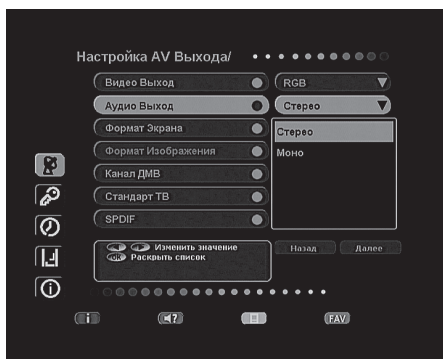 Настройка AV Выхода/
Видео Выход RGB
Аудио Выход Стерео
Формат Экрана Стерео
Формат Изображения Моно
Канал ДМВ
Стандарт ТВ
SPDIF
Изменить значение
OK Раскрыть список
Назад Далее
i ? FAV